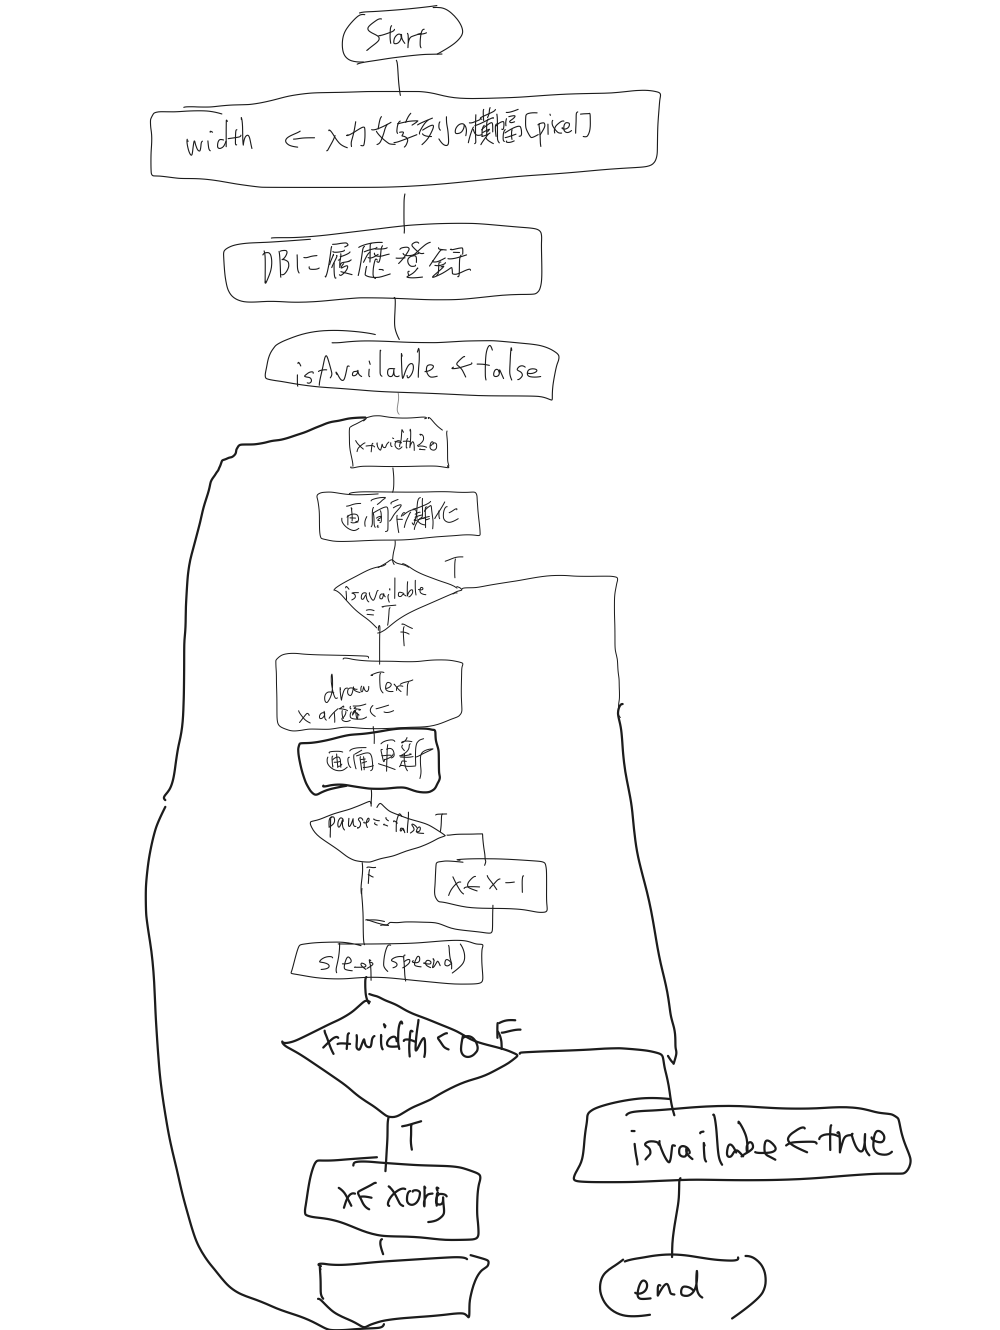 Start
width ← 入力文字列の横幅[pixel]
DBに履歴登録
isAvailable ← false
x+width≥0
画面初期化
T
isavailable
= T
F
drawText
xの位置に
画面更新
pause==false
T
F
x ← x-1
sleep(speend)
x+width<0
F
T
isvailabe ← true
x ← xorg
end